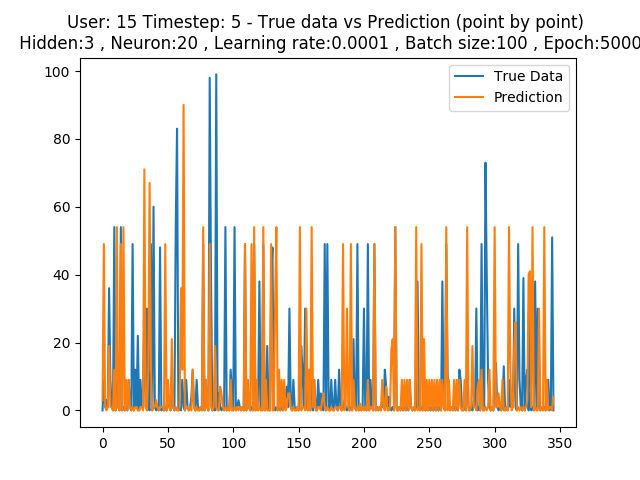 User: 15 Timestep: 5 - True data vs Prediction (point by point)
Hidden:3 , Neuron:20 , Learning rate:0.0001 , Batch size:100 , Epoch:5000
True Data
Prediction
100
80
60
40
20
0
0 50 100 150 200 250 300 350